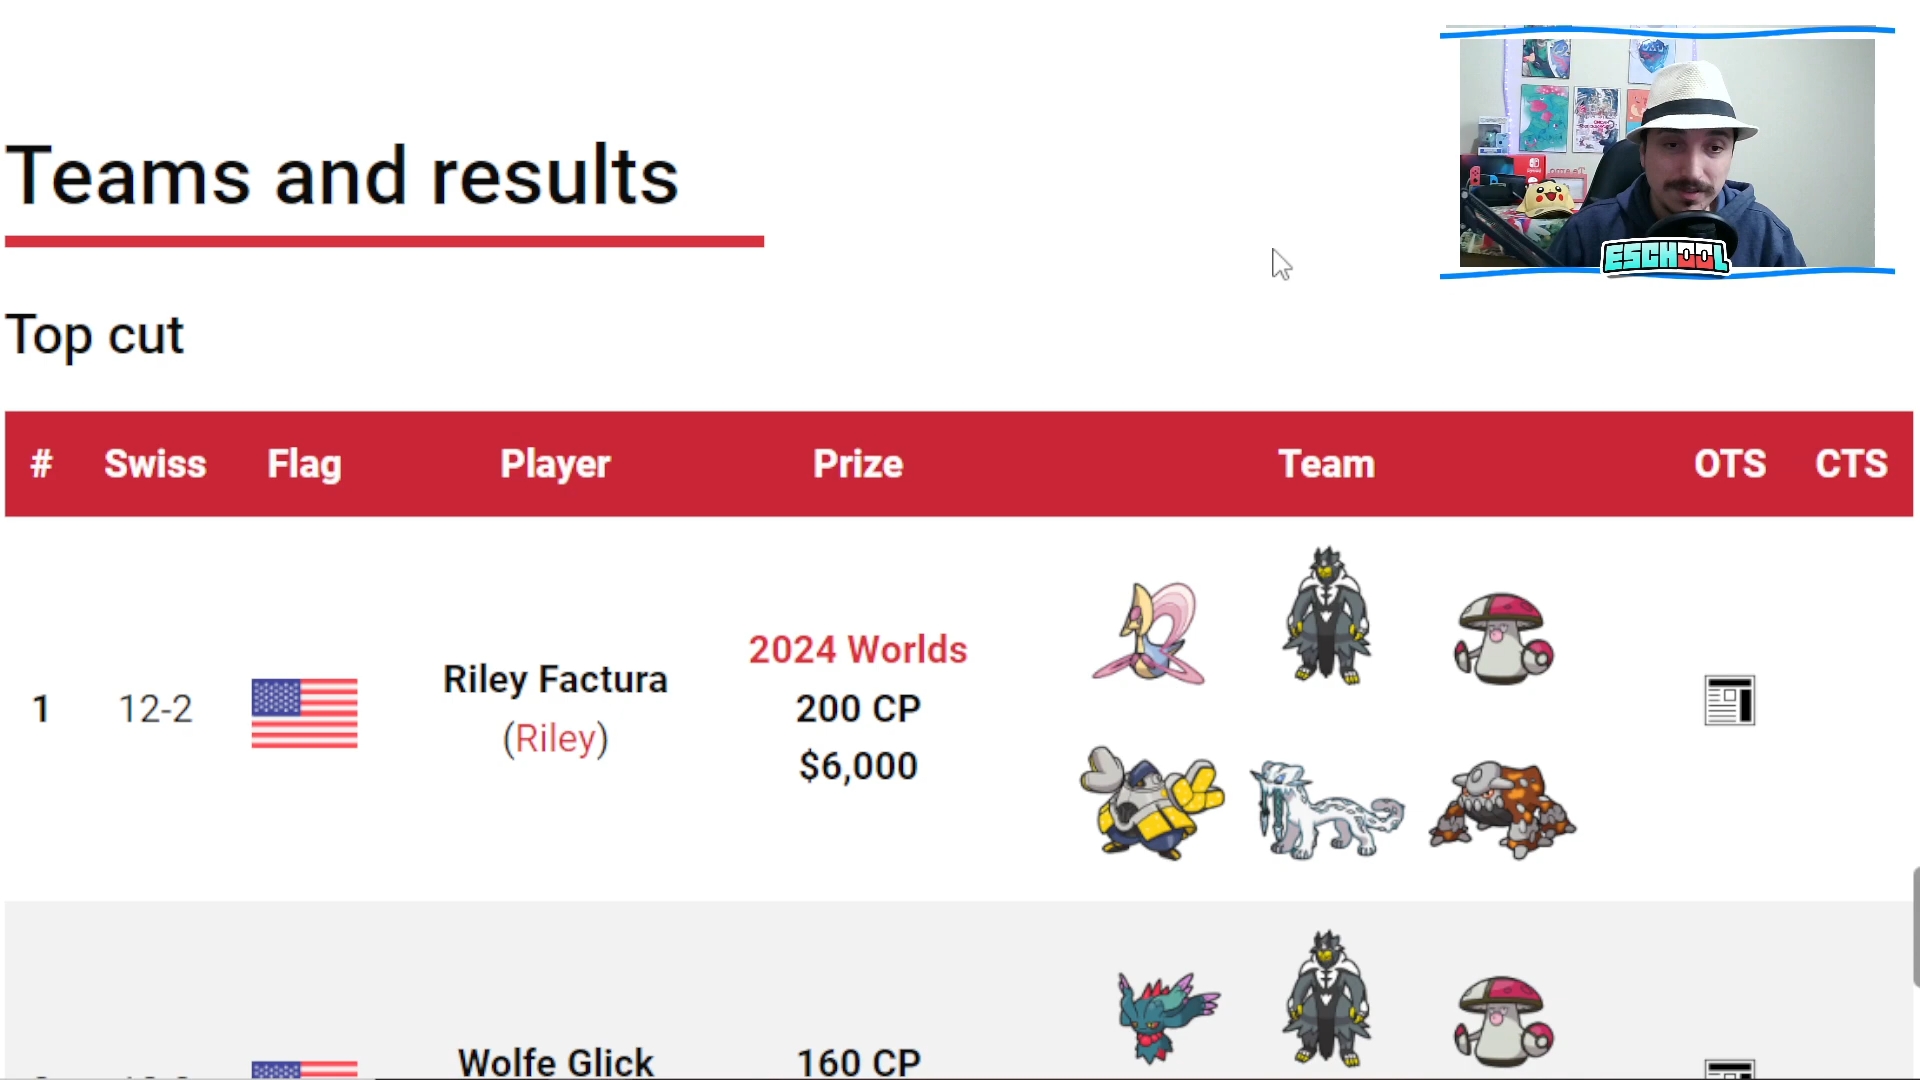 Teams and results
ESCHOOL
Top cut
# Swiss Flag Player Prize Team OTS CTS
1 12-2 Riley Factura (Riley) 2024 Worlds 200 CP $6,000
Wolfe Glick 160 CP